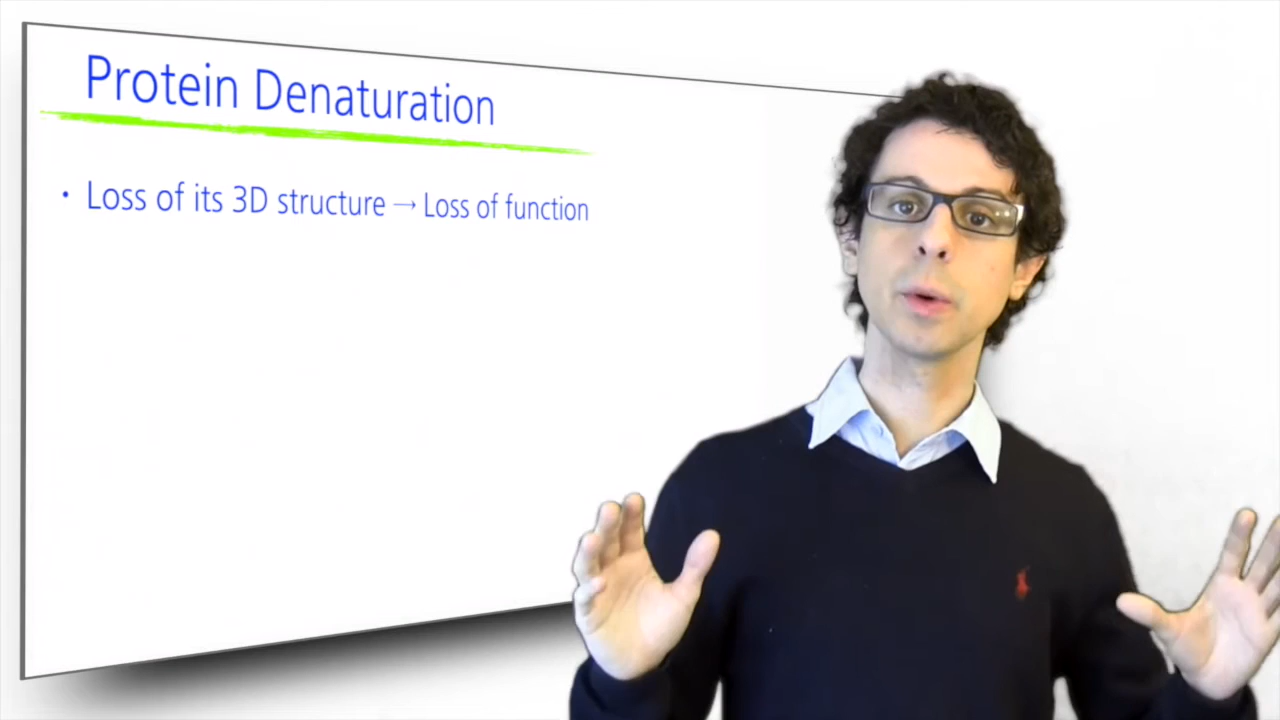 Protein Denaturation
• Loss of its 3D structure → Loss of function